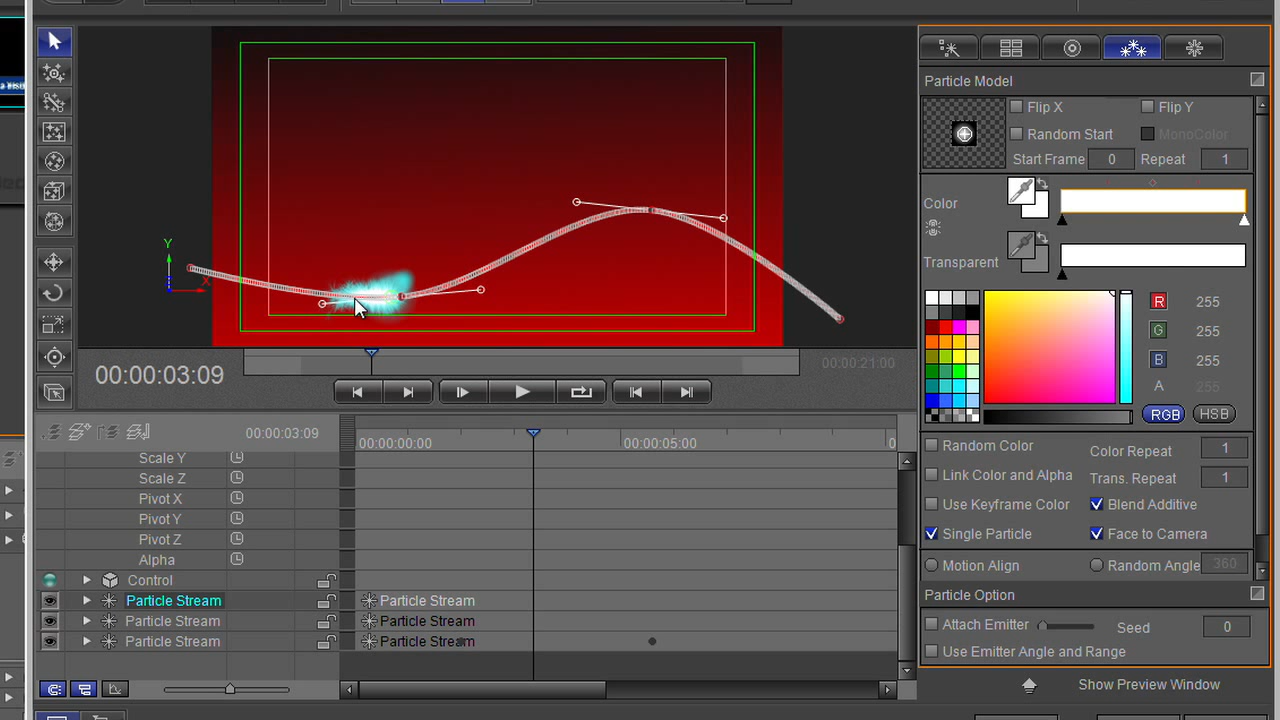 Particle Model
Flip X
Flip Y
Random Start
MonoColor
Start Frame
0
Repeat
1
Color
Transparent
R
255
G
255
B
255
A
255
RGB
HSB
Random Color
Color Repeat
1
Link Color and Alpha
Trans. Repeat
1
Use Keyframe Color
Blend Additive
Single Particle
Face to Camera
Motion Align
Random Angle
360
Particle Option
Attach Emitter
Seed
0
Use Emitter Angle and Range
Show Preview Window
Y
X
00:00:03:09
00:00:21:00
00:00:03:09
00:00:00:00
00:00:05:00
0
Scale Y
Scale Z
Pivot X
Pivot Y
Pivot Z
Alpha
Control
Particle Stream
Particle Stream
Particle Stream
Particle Stream
Particle Stream
Particle Stream